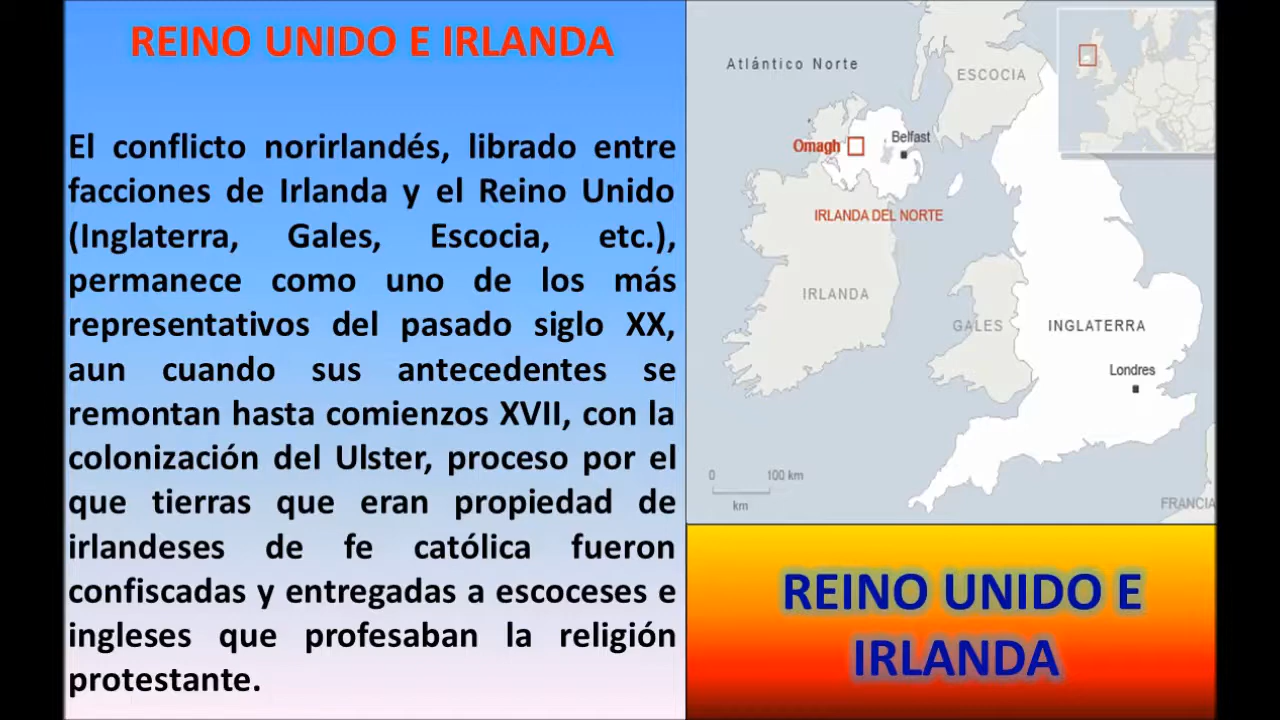 REINO UNIDO E IRLANDA
El conflicto norirlandés, librado entre
facciones de Irlanda y el Reino Unido
(Inglaterra, Gales, Escocia, etc.),
permanece como uno de los más
representativos del pasado siglo XX,
aun cuando sus antecedentes se
remontan hasta comienzos XVII, con la
colonización del Ulster, proceso por el
que tierras que eran propiedad de
irlandeses de fe católica fueron
confiscadas y entregadas a escoceses e
ingleses que profesaban la religión
protestante.
Atlántico Norte
ESCOCIA
Belfast
Omagh
IRLANDA DEL NORTE
IRLANDA
GALES
INGLATERRA
Londres
0 100 km
km
FRANCIA
REINO UNIDO E
IRLANDA